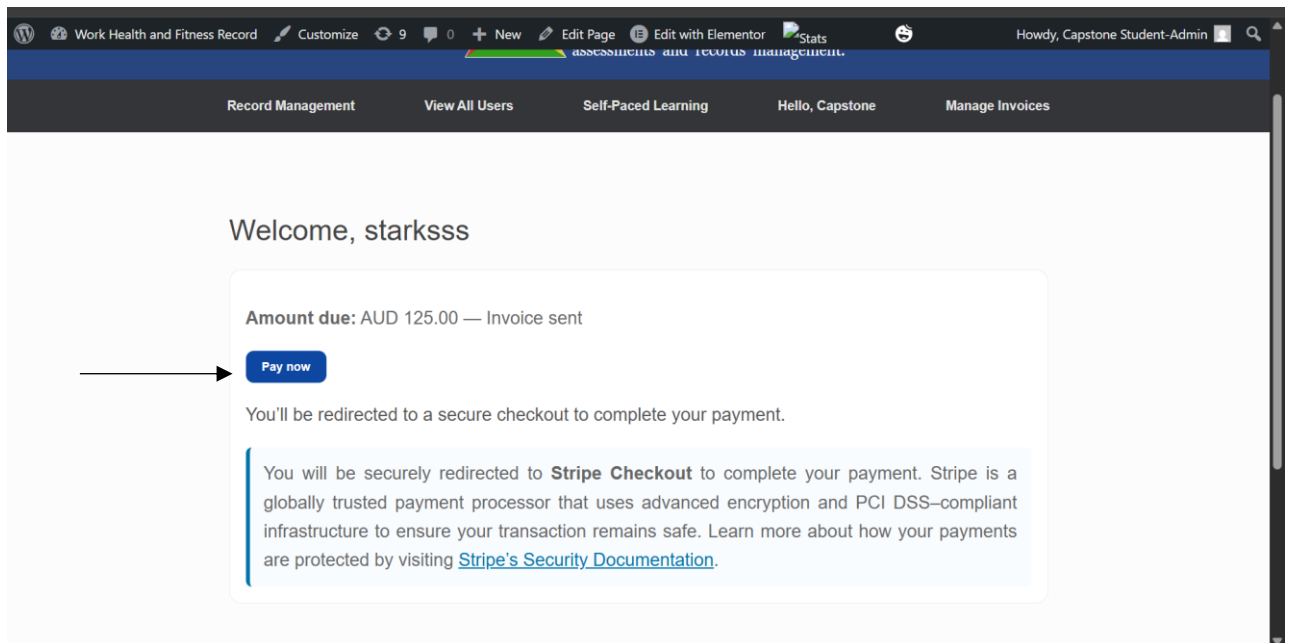 Work Health and Fitness Record Customize 9 0 New Edit Page Edit with Elementor Stats Howdy, Capstone Student-Admin
assessments and records management.
Record Management View All Users Self-Paced Learning Hello, Capstone Manage Invoices
Welcome, starksss
Amount due: AUD 125.00 — Invoice sent
Pay now
You’ll be redirected to a secure checkout to complete your payment.
You will be securely redirected to Stripe Checkout to complete your payment. Stripe is a
globally trusted payment processor that uses advanced encryption and PCI DSS–compliant
infrastructure to ensure your transaction remains safe. Learn more about how your payments
are protected by visiting Stripe’s Security Documentation.